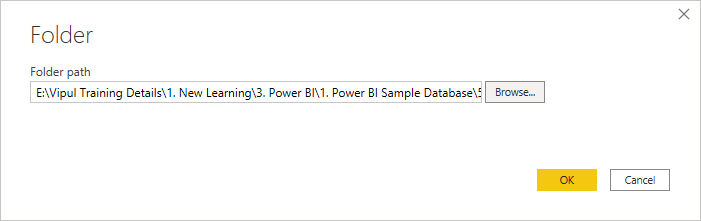 Folder
Folder path
E:\Vipul Training Details\1. New Learning\3. Power BI\1. Power BI Sample Database\5
Browse...
OK
Cancel